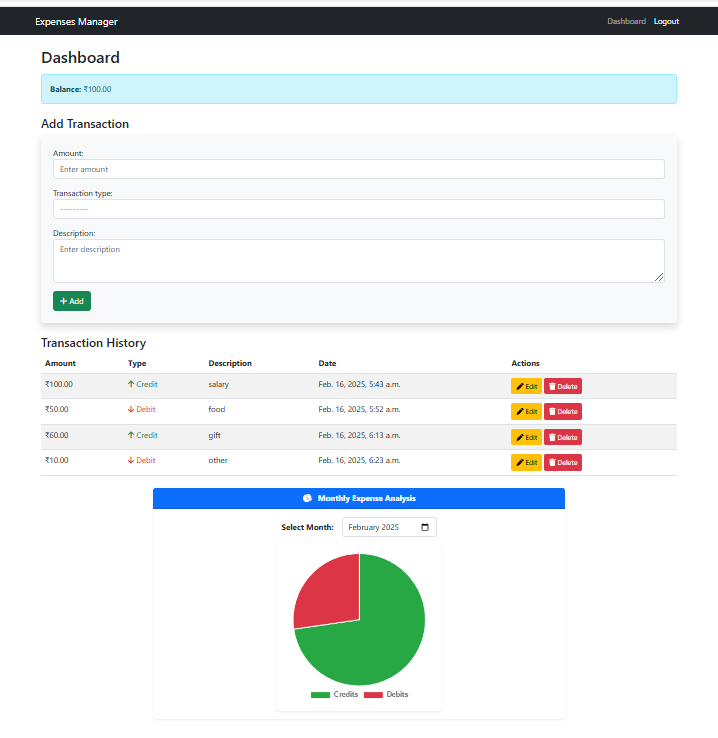 Expenses Manager Dashboard Logout
Dashboard
Balance: ₹100.00
Add Transaction
Amount:
Enter amount
Transaction type:
---------
Description:
Enter description
+ Add
Transaction History
Amount Type Description Date Actions
₹100.00 ↑ Credit salary Feb. 16, 2025, 5:43 a.m. Edit Delete
₹50.00 ↓ Debit food Feb. 16, 2025, 5:52 a.m. Edit Delete
₹60.00 ↑ Credit gift Feb. 16, 2025, 6:13 a.m. Edit Delete
₹10.00 ↓ Debit other Feb. 16, 2025, 6:23 a.m. Edit Delete
Monthly Expense Analysis
Select Month: February 2025
Credits Debits